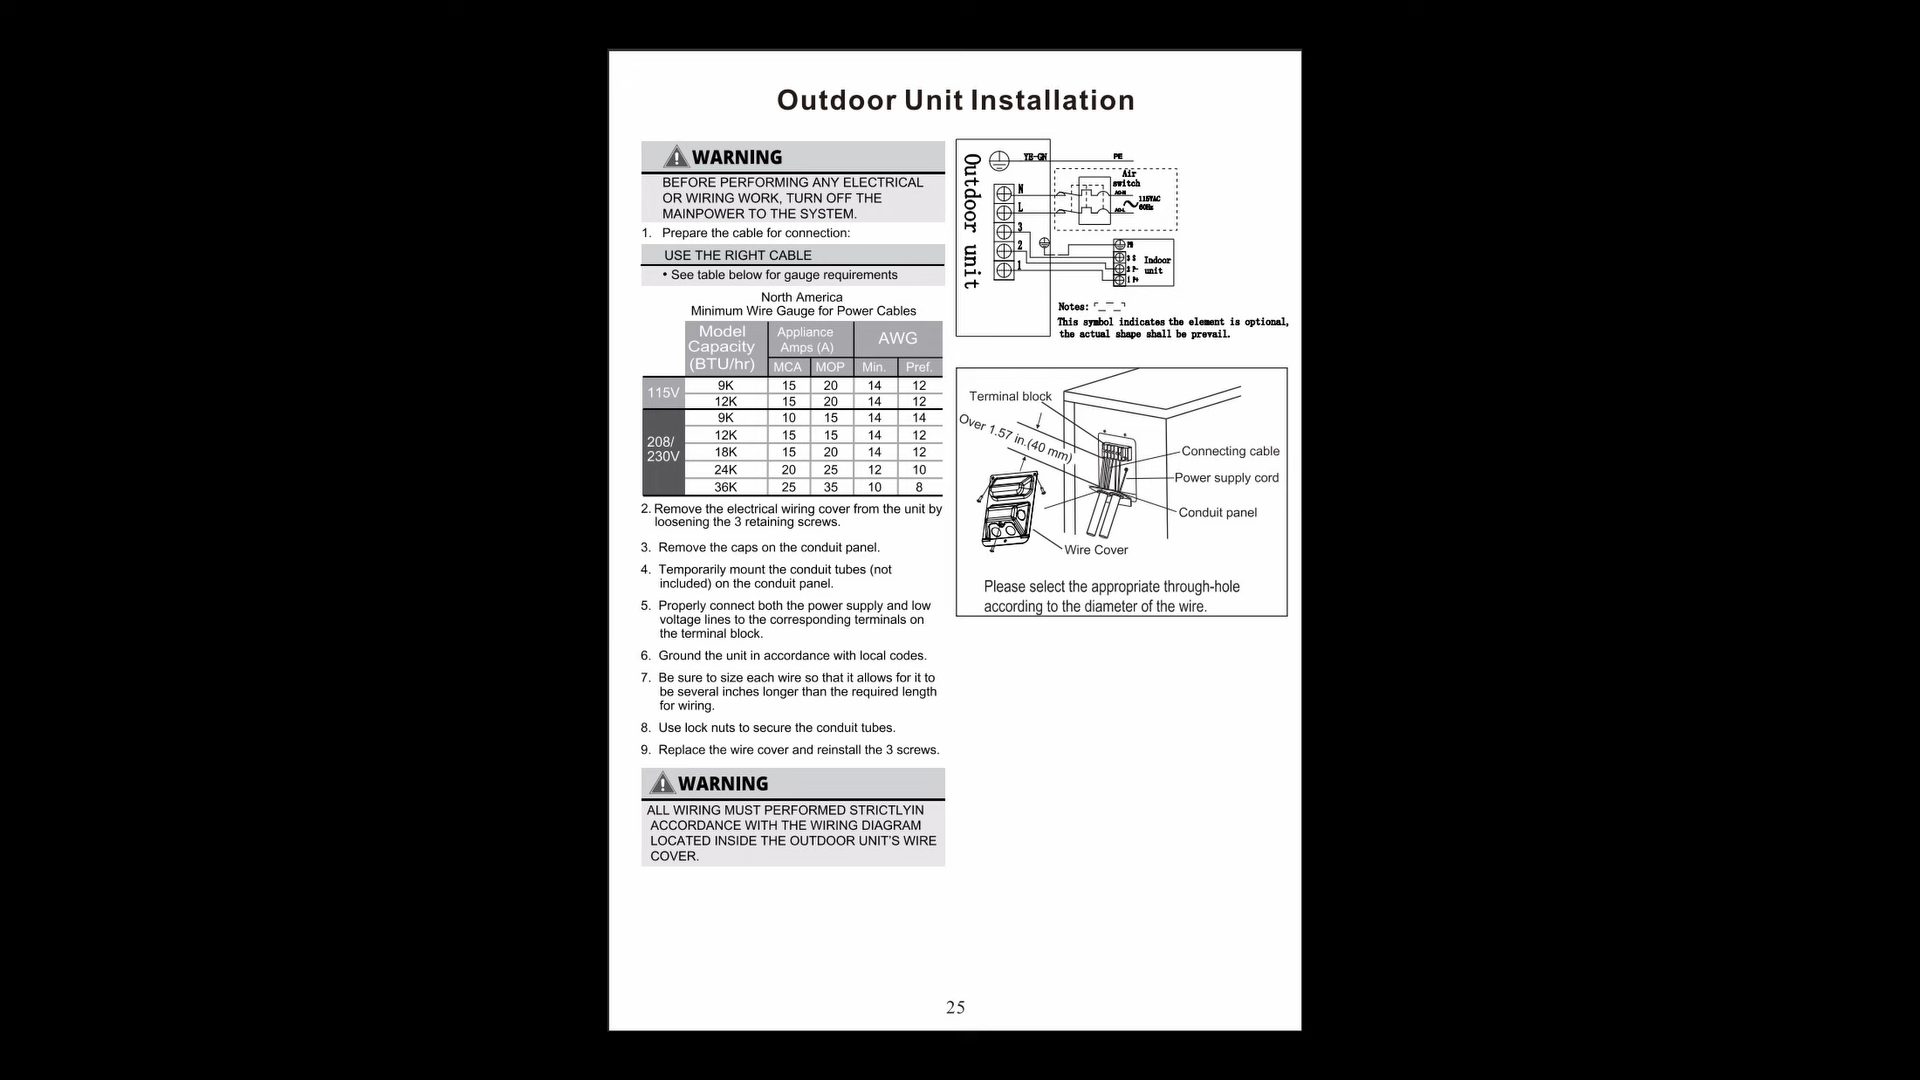 Outdoor Unit Installation
WARNING
BEFORE PERFORMING ANY ELECTRICAL
OR WIRING WORK, TURN OFF THE
MAINPOWER TO THE SYSTEM.
1. Prepare the cable for connection:
USE THE RIGHT CABLE
• See table below for gauge requirements
North America
Minimum Wire Gauge for Power Cables
Model Capacity (BTU/hr) Appliance Amps (A) AWG
MCA MOP Min. Pref.
115V
9K 15 20 14 12
12K 15 20 14 12
208/230V
9K 10 15 14 14
12K 15 15 14 12
18K 15 20 14 12
24K 20 25 12 10
36K 25 35 10 8
2. Remove the electrical wiring cover from the unit by
loosening the 3 retaining screws.
3. Remove the caps on the conduit panel.
4. Temporarily mount the conduit tubes (not
included) on the conduit panel.
5. Properly connect both the power supply and low
voltage lines to the corresponding terminals on
the terminal block.
6. Ground the unit in accordance with local codes.
7. Be sure to size each wire so that it allows for it to
be several inches longer than the required length
for wiring.
8. Use lock nuts to secure the conduit tubes.
9. Replace the wire cover and reinstall the 3 screws.
WARNING
ALL WIRING MUST PERFORMED STRICTLYIN
ACCORDANCE WITH THE WIRING DIAGRAM
LOCATED INSIDE THE OUTDOOR UNIT'S WIRE
COVER.
Outdoor unit
YE-GN PE
Air
switch
N AC-N
L AC-L
115VAC
60Hz
3
2
1
PE
3 S
2 P-
1 P+
Indoor
unit
Notes:
This symbol indicates the element is optional,
the actual shape shall be prevail.
Terminal block
Over 1.57 in.(40 mm)
Connecting cable
Power supply cord
Conduit panel
Wire Cover
Please select the appropriate through-hole
according to the diameter of the wire.
25